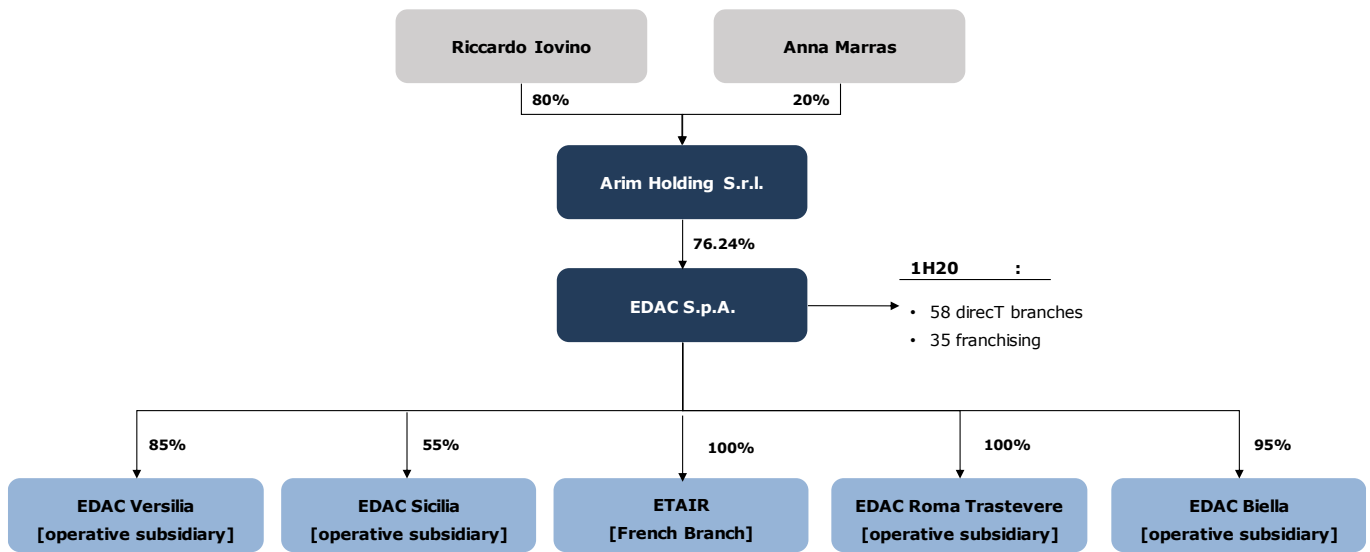 Riccardo Iovino
Anna Marras
80%
20%
Arim Holding S.r.l.
76.24%
1H20 :
EDAC S.p.A.
• 58 direcT branches
• 35 franchising
85%
55%
100%
100%
95%
EDAC Versilia
[operative subsidiary]
EDAC Sicilia
[operative subsidiary]
ETAIR
[French Branch]
EDAC Roma Trastevere
[operative subsidiary]
EDAC Biella
[operative subsidiary]